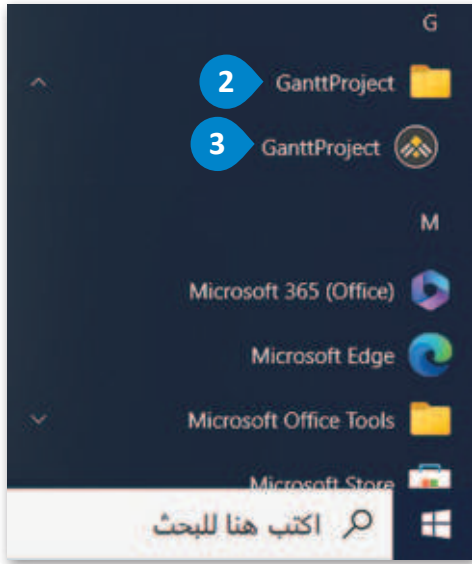 G
2 GanttProject
3 GanttProject
M
Microsoft 365 (Office)
Microsoft Edge
Microsoft Office Tools
Microsoft Store
اكتب هنا للبحث